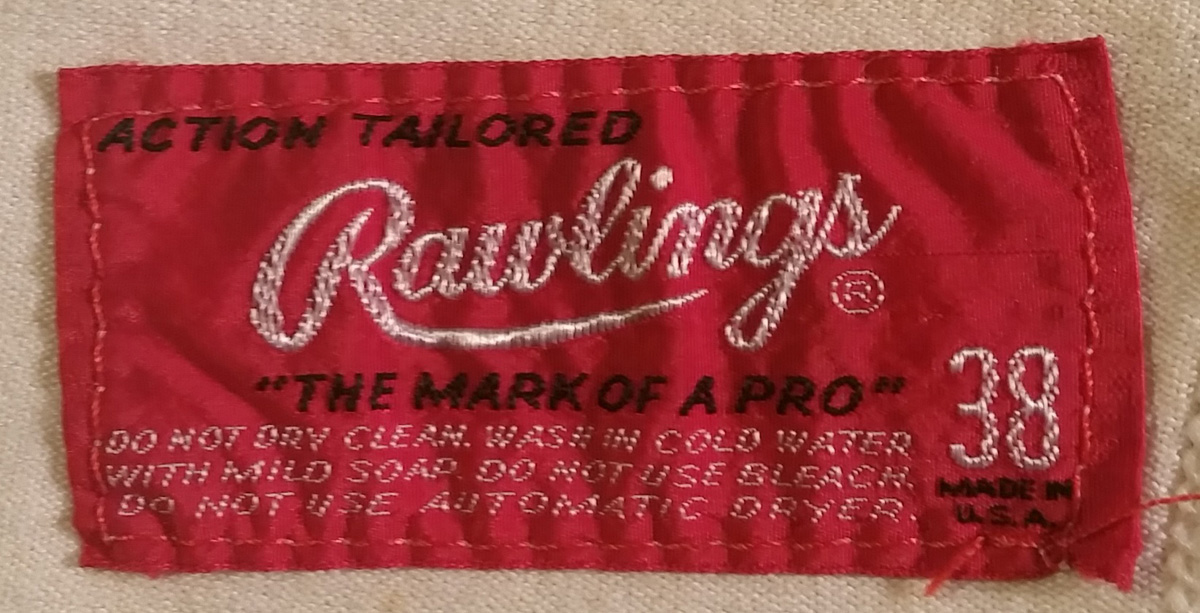 ACTION TAILORED
Rawlings ®
"THE MARK OF A PRO"
38
DO NOT DRY CLEAN. WASH IN COLD WATER
WITH MILD SOAP. DO NOT USE BLEACH.
DO NOT USE AUTOMATIC DRYER.
MADE IN
U.S.A.